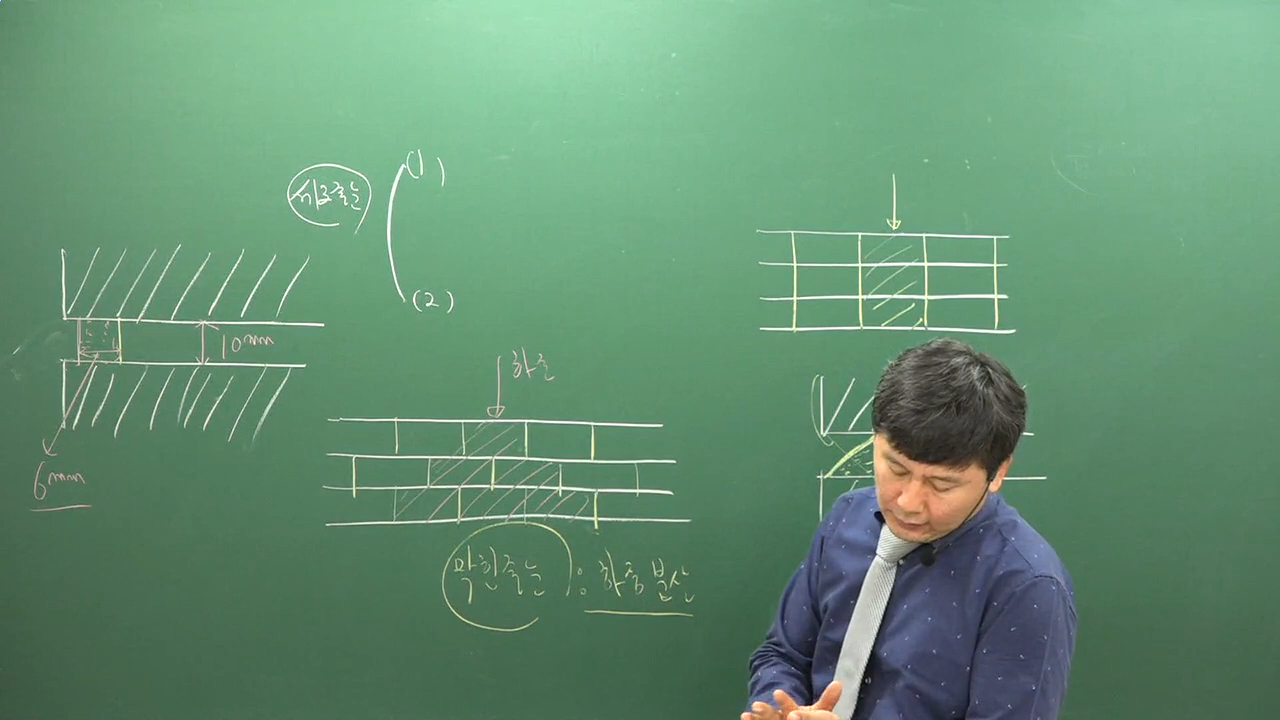 (1)
세로줄눈
(2)
10mm
하중
6mm
막힌줄눈 : 하중분산